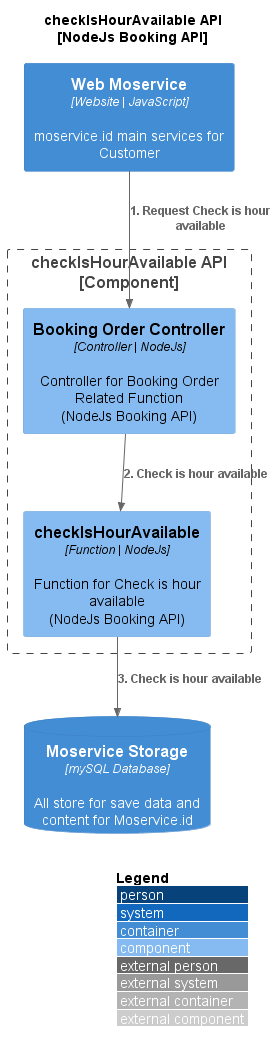 checkIsHourAvailable API
[NodeJs Booking API]
Web Moservice
[Website | JavaScript]
moservice.id main services for
Customer
1. Request Check is hour
available
checkIsHourAvailable API
[Component]
Booking Order Controller
[Controller | NodeJs]
Controller for Booking Order
Related Function
(NodeJs Booking API)
2. Check is hour available
checkIsHourAvailable
[Function | NodeJs]
Function for Check is hour
available
(NodeJs Booking API)
3. Check is hour available
Moservice Storage
[mySQL Database]
All store for save data and
content for Moservice.id
Legend
person
system
container
component
external person
external system
external container
external component